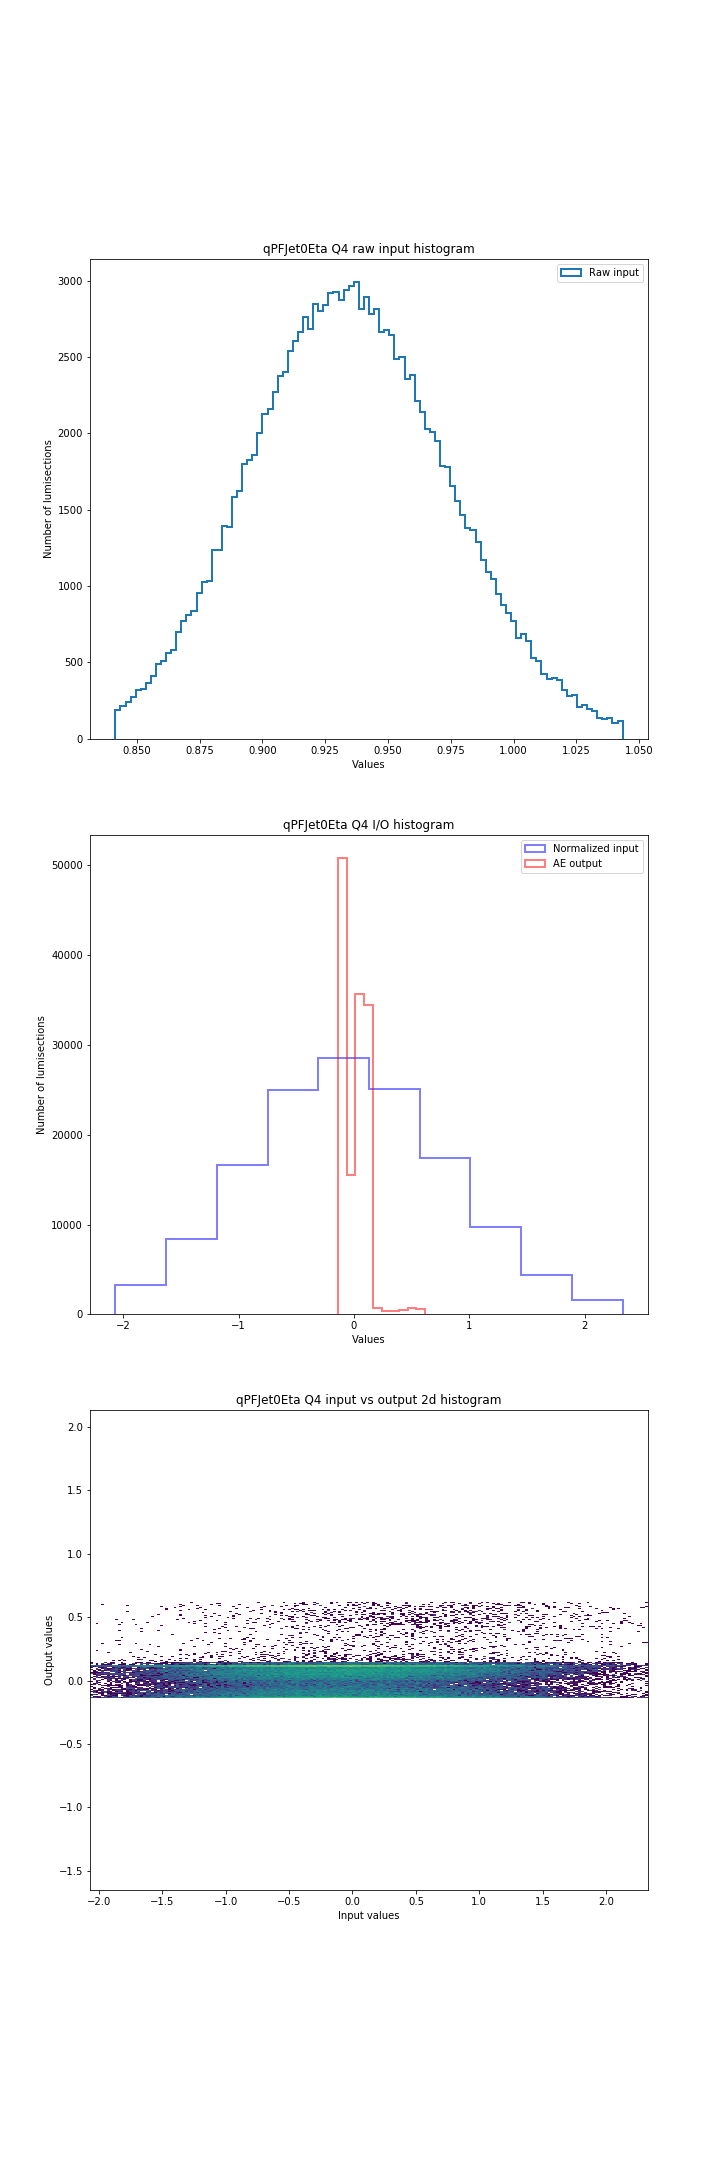 qPFJet0Eta Q4 raw input histogram
Raw input
3000
2500
2000
1500
1000
500
0
Number of lumisections
0.850 0.875 0.900 0.925 0.950 0.975 1.000 1.025 1.050
Values
qPFJet0Eta Q4 I/O histogram
Normalized input
AE output
50000
40000
30000
20000
10000
0
Number of lumisections
−2 −1 0 1 2
Values
qPFJet0Eta Q4 input vs output 2d histogram
2.0
1.5
1.0
0.5
0.0
−0.5
−1.0
−1.5
Output values
−2.0 −1.5 −1.0 −0.5 0.0 0.5 1.0 1.5 2.0
Input values